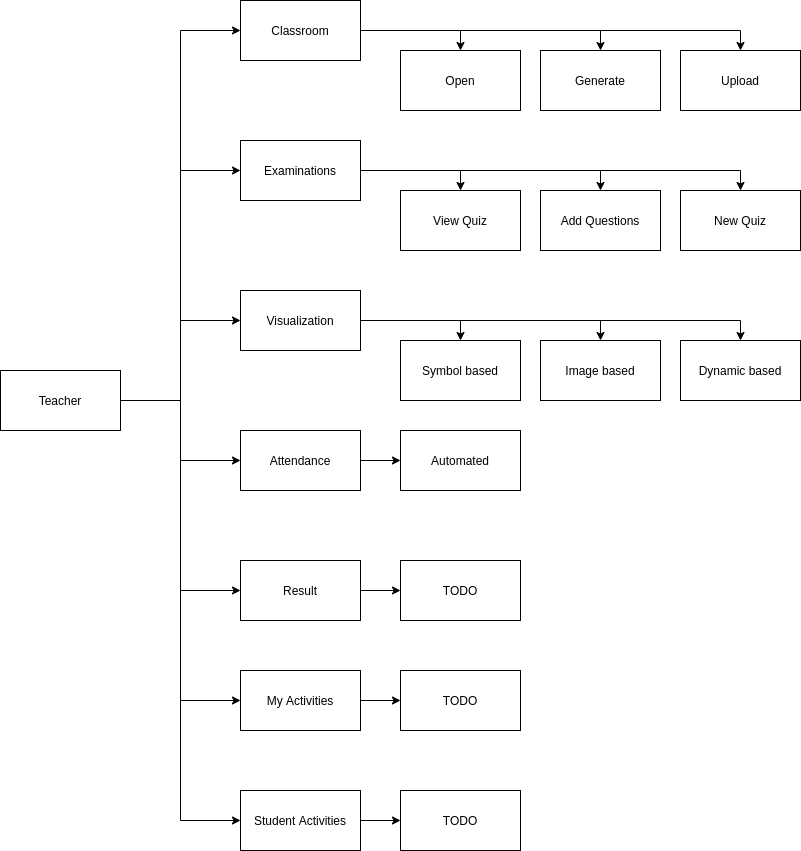 Classroom
Open
Generate
Upload
Examinations
View Quiz
Add Questions
New Quiz
Visualization
Symbol based
Image based
Dynamic based
Teacher
Attendance
Automated
Result
TODO
My Activities
TODO
Student Activities
TODO